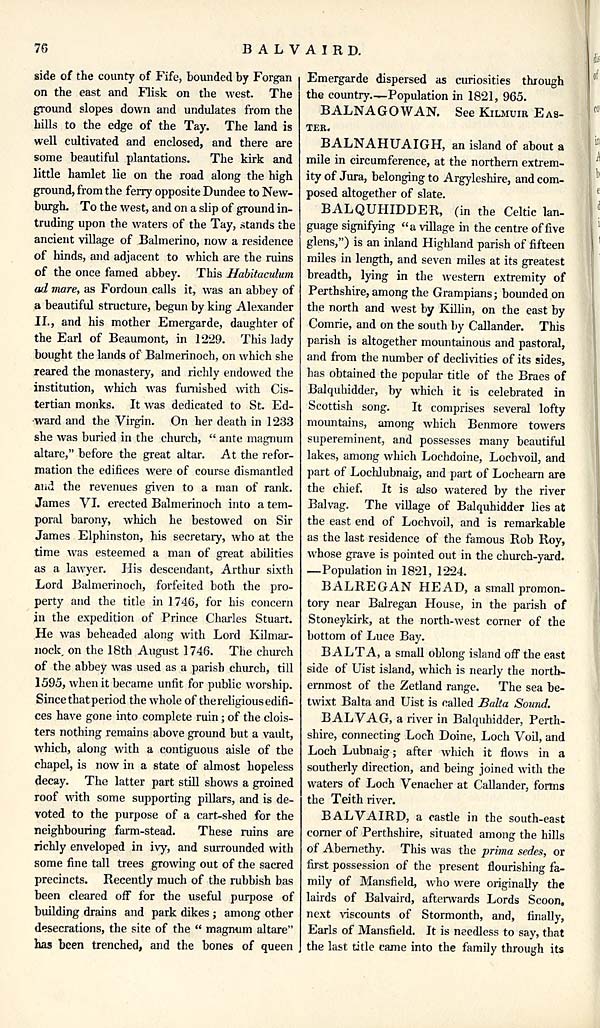 76
BALVAIRD.
side of the county of Fife, bounded by Forgan
on the east and Flisk on the west. The
ground slopes down and undulates from the
hills to the edge of the Tay. The land is
well cultivated and enclosed, and there are
some beautiful plantations. The kirk and
little hamlet lie on the road along the high
ground, from the ferry opposite Dundee to New-
burgh. To the west, and on a slip of ground in-
truding upon the waters of the Tay, stands the
ancient village of Balmerino, now a residence
of hinds, and adjacent to which are the ruins
of the once famed abbey. This Habitaculum
ad mare, as Fordoun calls it, was an abbey of
a beautiful structure, begun by king Alexander
II., and his mother Emergarde, daughter of
the Earl of Beaumont, in 1229. This lady
bought the lands of Balmerinoch, on which she
reared the monastery, and richly endowed the
institution, which was furnished with Cis-
tertian monks. It was dedicated to St. Ed-
ward and the Virgin. On her death in 1233
she was buried in the church, "ante magnum
altare," before the great altar. At the refor-
mation the edifices were of course dismantled
and the revenues given to a man of rank.
James VI. erected Balmerinoch into a tem-
poral barony, which he bestowed on Sir
James Elphinston, his secretary, who at the
time was esteemed a man of great abilities
as a lawyer. His descendant, Arthur sixth
Lord Balmerinoch, forfeited both the pro-
perty and the title in 1746, for his concern
in the expedition of Prince Charles Stuart.
He was beheaded along with Lord Kilmar-
nock, on the 18th August 1746. The church
of the abbey was used as a parish church, till
1595, when it became unfit for public worship.
Since that period the whole of the religious edifi-
ces have gone into complete ruin; of the clois-
ters nothing remains above ground but a vault,
which, along with a contiguous aisle of the
chapel, is now in a state of almost hopeless
decay. The latter part still shows a groined
roof with some supporting pillars, and is de-
voted to the purpose of a cart-shed for the
neighbouring farm-stead. These ruins are
richly enveloped in ivy, and surrounded with
some fine tall trees growing out of the sacred
precincts. Recently much of the rubbish has
been cleared off for the useful purpose of
building drains and park dikes; among other
desecrations, the site of the "magnum altare"
has been trenched, and the bones of queen
Emergarde dispersed as curiosities through
the country.—Population in 1821, 965.
BALNAGOWAN. See KILMUIR EAS-
TER.
BALNAHUAIGH, an island of about a
mile in circumference, at the northern extrem-
ity of Jura, belonging to Argyleshire, and com-
posed altogether of slate.
BALQUHIDDER, (in the Celtic lan-
guage signifying "a village in the centre of five
glens,") is an inland Highland parish of fifteen
miles in length, and seven miles at its greatest
breadth, lying in the western extremity of
Perthshire, among the Grampians; bounded on
the north and west by Killin, on the east by
Comrie, and on the south by Callander. This
parish is altogether mountainous and pastoral,
and from the number of declivities of its sides,
has obtained the popular title of the Braes of
Balquhidder, by which it is celebrated in
Scottish song. It comprises several lofty
mountains, among which Benmore towers
supereminent, and possesses many beautiful
lakes, among which Lochdoine, Lochvoil, and
part of Lochlubnaig, and part of Lochearn are
the chief. It is also watered by the river
Balvag. The village of Balquhidder lies at
the east end of Lochvoil, and is remarkable
as the last residence of the famous Rob Roy,
whose grave is pointed out in the church-yard.
—Population in 1821, 1224.
BALREGAN HEAD, a small promon-
tory near Balregan House, in the parish of
Stoneykirk, at the north-west corner of the
bottom of Luce Bay.
BALTA, a small oblong island off the east
side of Uist island, which is nearly the north-
ernmost of the Zetland range. The sea be-
twixt Balta and Uist is called Balta Sound.
BALVAG, a river in Balquhidder, Perth-
shire, connecting Loch Doine, Loch Voil, and
Loch Lubnaig; after which it flows in a
southerly direction, and being joined with the
waters of Loch Venacher at Callander, forms
the Teith river.
BALVAIRD, a castle in the south-east
corner of Perthshire, situated among the hills
of Abernethy. This was the prima sedes, or
first possession of the present flourishing fa-
mily of Mansfield, who were originally the
lairds of Balvaird, afterwards Lords Scoon,
next viscounts of Stormonth, and, finally,
Earls of Mansfield. It is needless to say, that
the last title came into the family through its